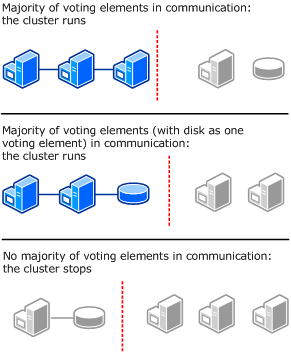 Majority of voting elements in communication:
the cluster runs
Majority of voting elements (with disk as one
voting element) in communication:
the cluster runs
No majority of voting elements in communication:
the cluster stops